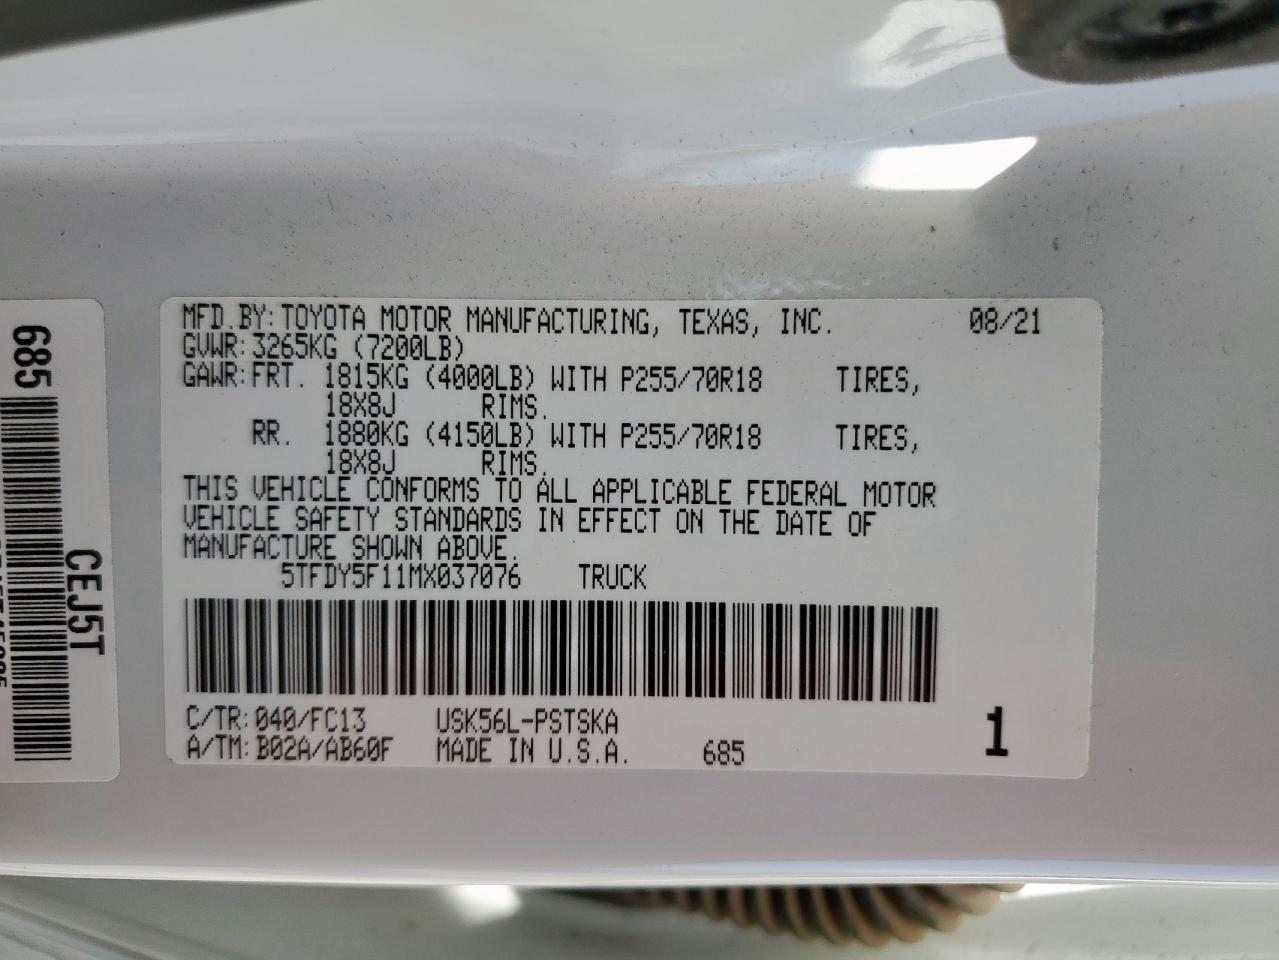 MFD.BY: TOYOTA MOTOR MANUFACTURING, TEXAS, INC. 08/21
GVWR: 3265KG (7200LB)
GAWR: FRT. 1815KG (4000LB) WITH P255/70R18 TIRES,
18X8J RIMS.
RR. 1880KG (4150LB) WITH P255/70R18 TIRES,
18X8J RIMS.
THIS VEHICLE CONFORMS TO ALL APPLICABLE FEDERAL MOTOR
VEHICLE SAFETY STANDARDS IN EFFECT ON THE DATE OF
MANUFACTURE SHOWN ABOVE.
5TFDY5F11MX037076 TRUCK
C/TR: 040/FC13 USK56L-PSTSKA
A/TM: B02A/AB60F MADE IN U.S.A. 685
1
685
CEJ5T